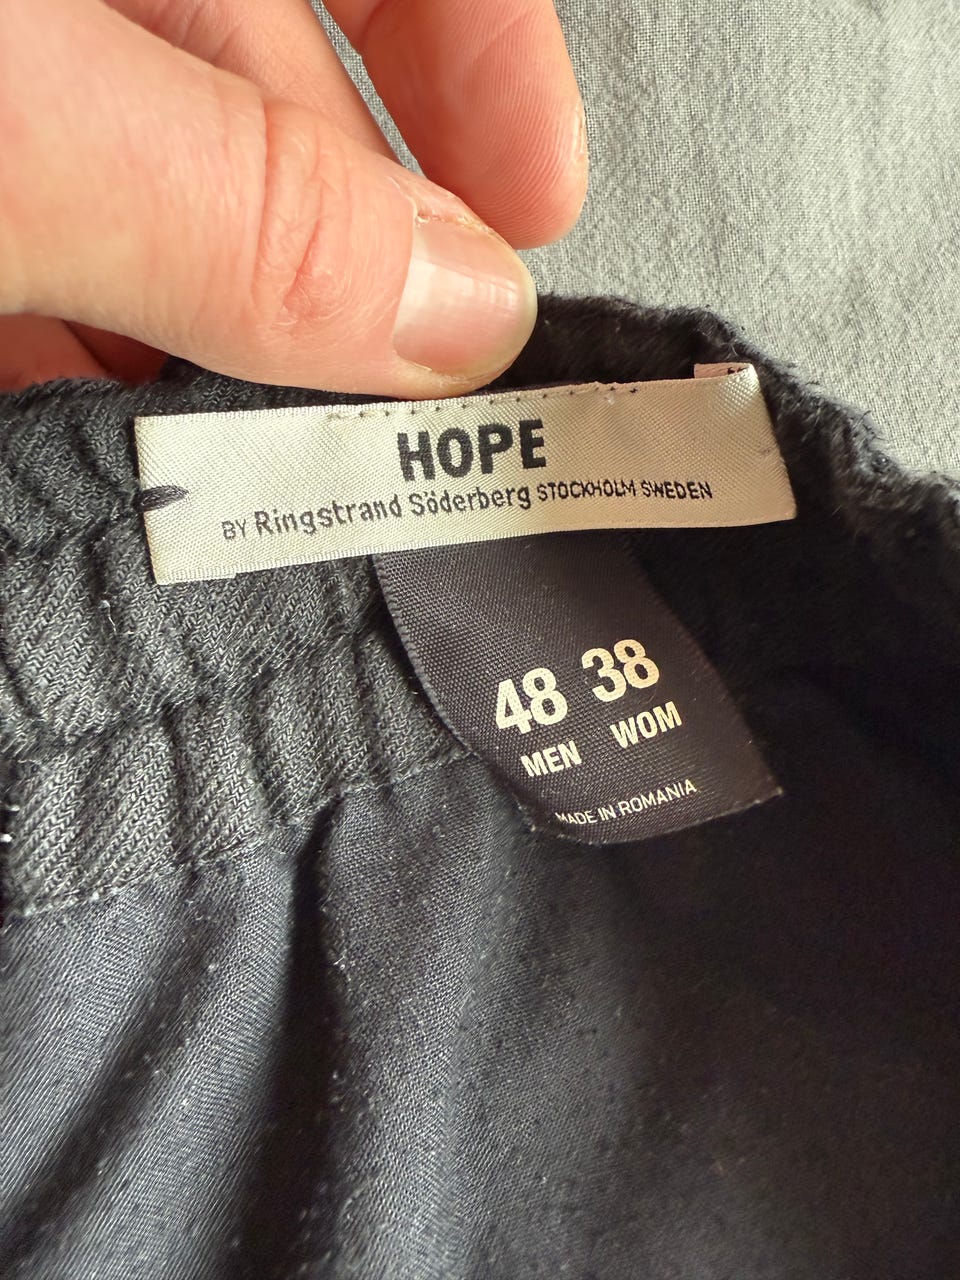 HOPE
BY Ringstrand Söderberg STOCKHOLM SWEDEN
48 38
MEN WOM
MADE IN ROMANIA